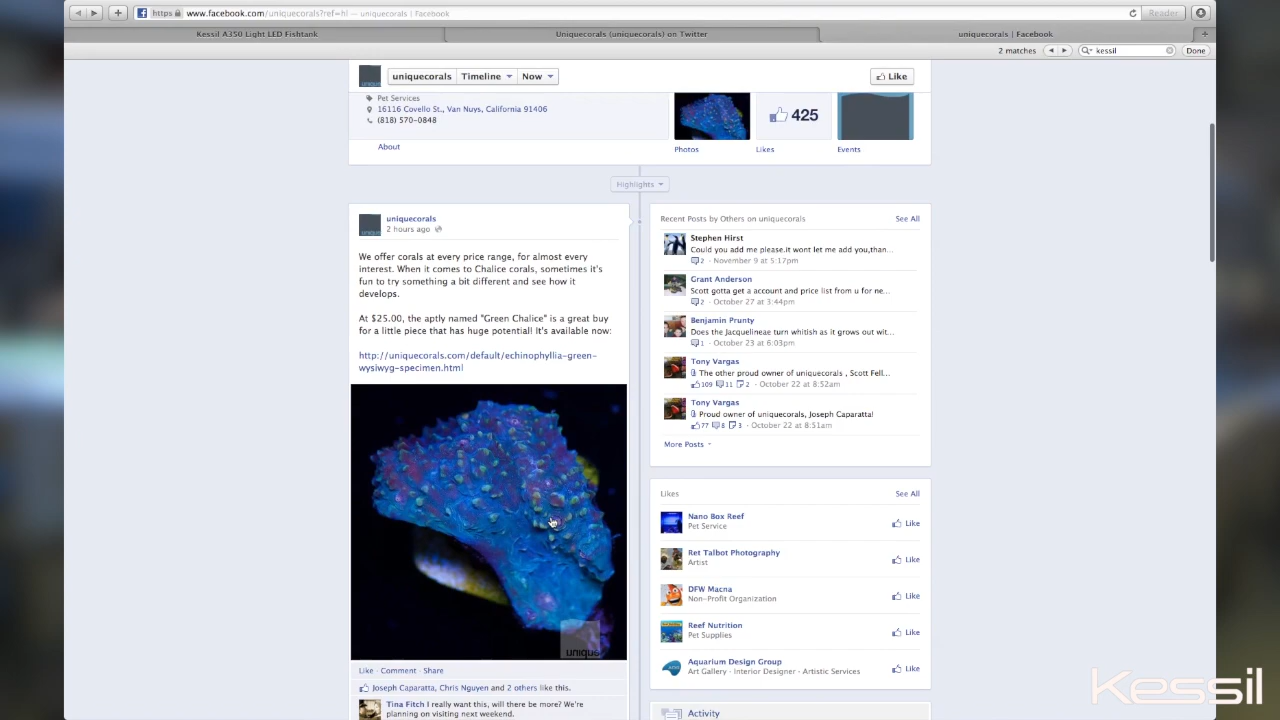 https www.facebook.com/uniquecorals?ref=hl — uniquecorals | Facebook
Reader
Kessil A350 Light LED Fishtank
Uniquecorals (uniquecorals) on Twitter
uniquecorals | Facebook
2 matches
kessil
Done
uniquecorals
Timeline
Now
Like
Pet Services
16116 Covello St., Van Nuys, California 91406
(818) 570-0848
About
425
Photos
Likes
Events
Highlights
uniquecorals
2 hours ago
We offer corals at every price range, for almost every
interest. When it comes to Chalice corals, sometimes it's
fun to try something a bit different and see how it
develops.
At $25.00, the aptly named "Green Chalice" is a great buy
for a little piece that has huge potential! It's available now:
http://uniquecorals.com/default/echinophyllia-green-
wysiwyg-specimen.html
unique
Like · Comment · Share
Joseph Caparatta, Chris Nguyen and 2 others like this.
Tina Fitch I really want this, will there be more? We're
planning on visiting next weekend.
Recent Posts by Others on uniquecorals
See All
Stephen Hirst
Could you add me please.it wont let me add you,than...
2 · November 9 at 5:17pm
Grant Anderson
Scott gotta get a account and price list from u for ne...
2 · October 27 at 3:44pm
Benjamin Prunty
Does the Jacquelineae turn whitish as it grows out wit...
1 · October 23 at 6:03pm
Tony Vargas
The other proud owner of uniquecorals , Scott Fell...
109 11 2 · October 22 at 8:52am
Tony Vargas
Proud owner of uniquecorals, Joseph Caparatta!
77 8 3 · October 22 at 8:51am
More Posts
Likes
See All
Nano Box Reef
Pet Service
Like
Ret Talbot Photography
Artist
Like
DFW Macna
Non-Profit Organization
Like
Reef Nutrition
Pet Supplies
Like
Aquarium Design Group
Art Gallery · Interior Designer · Artistic Services
Like
Activity
Kessil